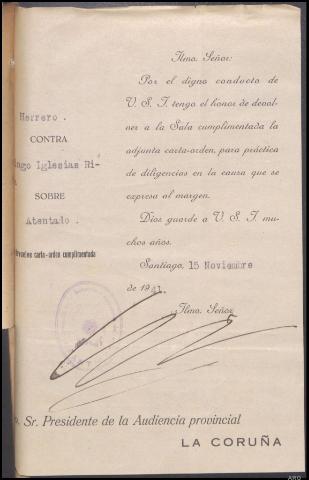 Ilmo. Señor:
Por el digno conducto de
V. S. I. tengo el honor de devol-
ver a la Sala cumplimentada la
adjunta carta-orden, para práctica
de diligencias en la causa que se
expresa al margen.
Dios guarde a V. S. I. mu-
chos años.
Santiago, 15 Noviembre
de 1941.
Ilmo. Señor
Herrero.
CONTRA
ingo Iglesias Ri-
SOBRE
Atentado.
devuelve carta-orden cumplimentada
o. Sr. Presidente de la Audiencia provincial
LA CORUÑA